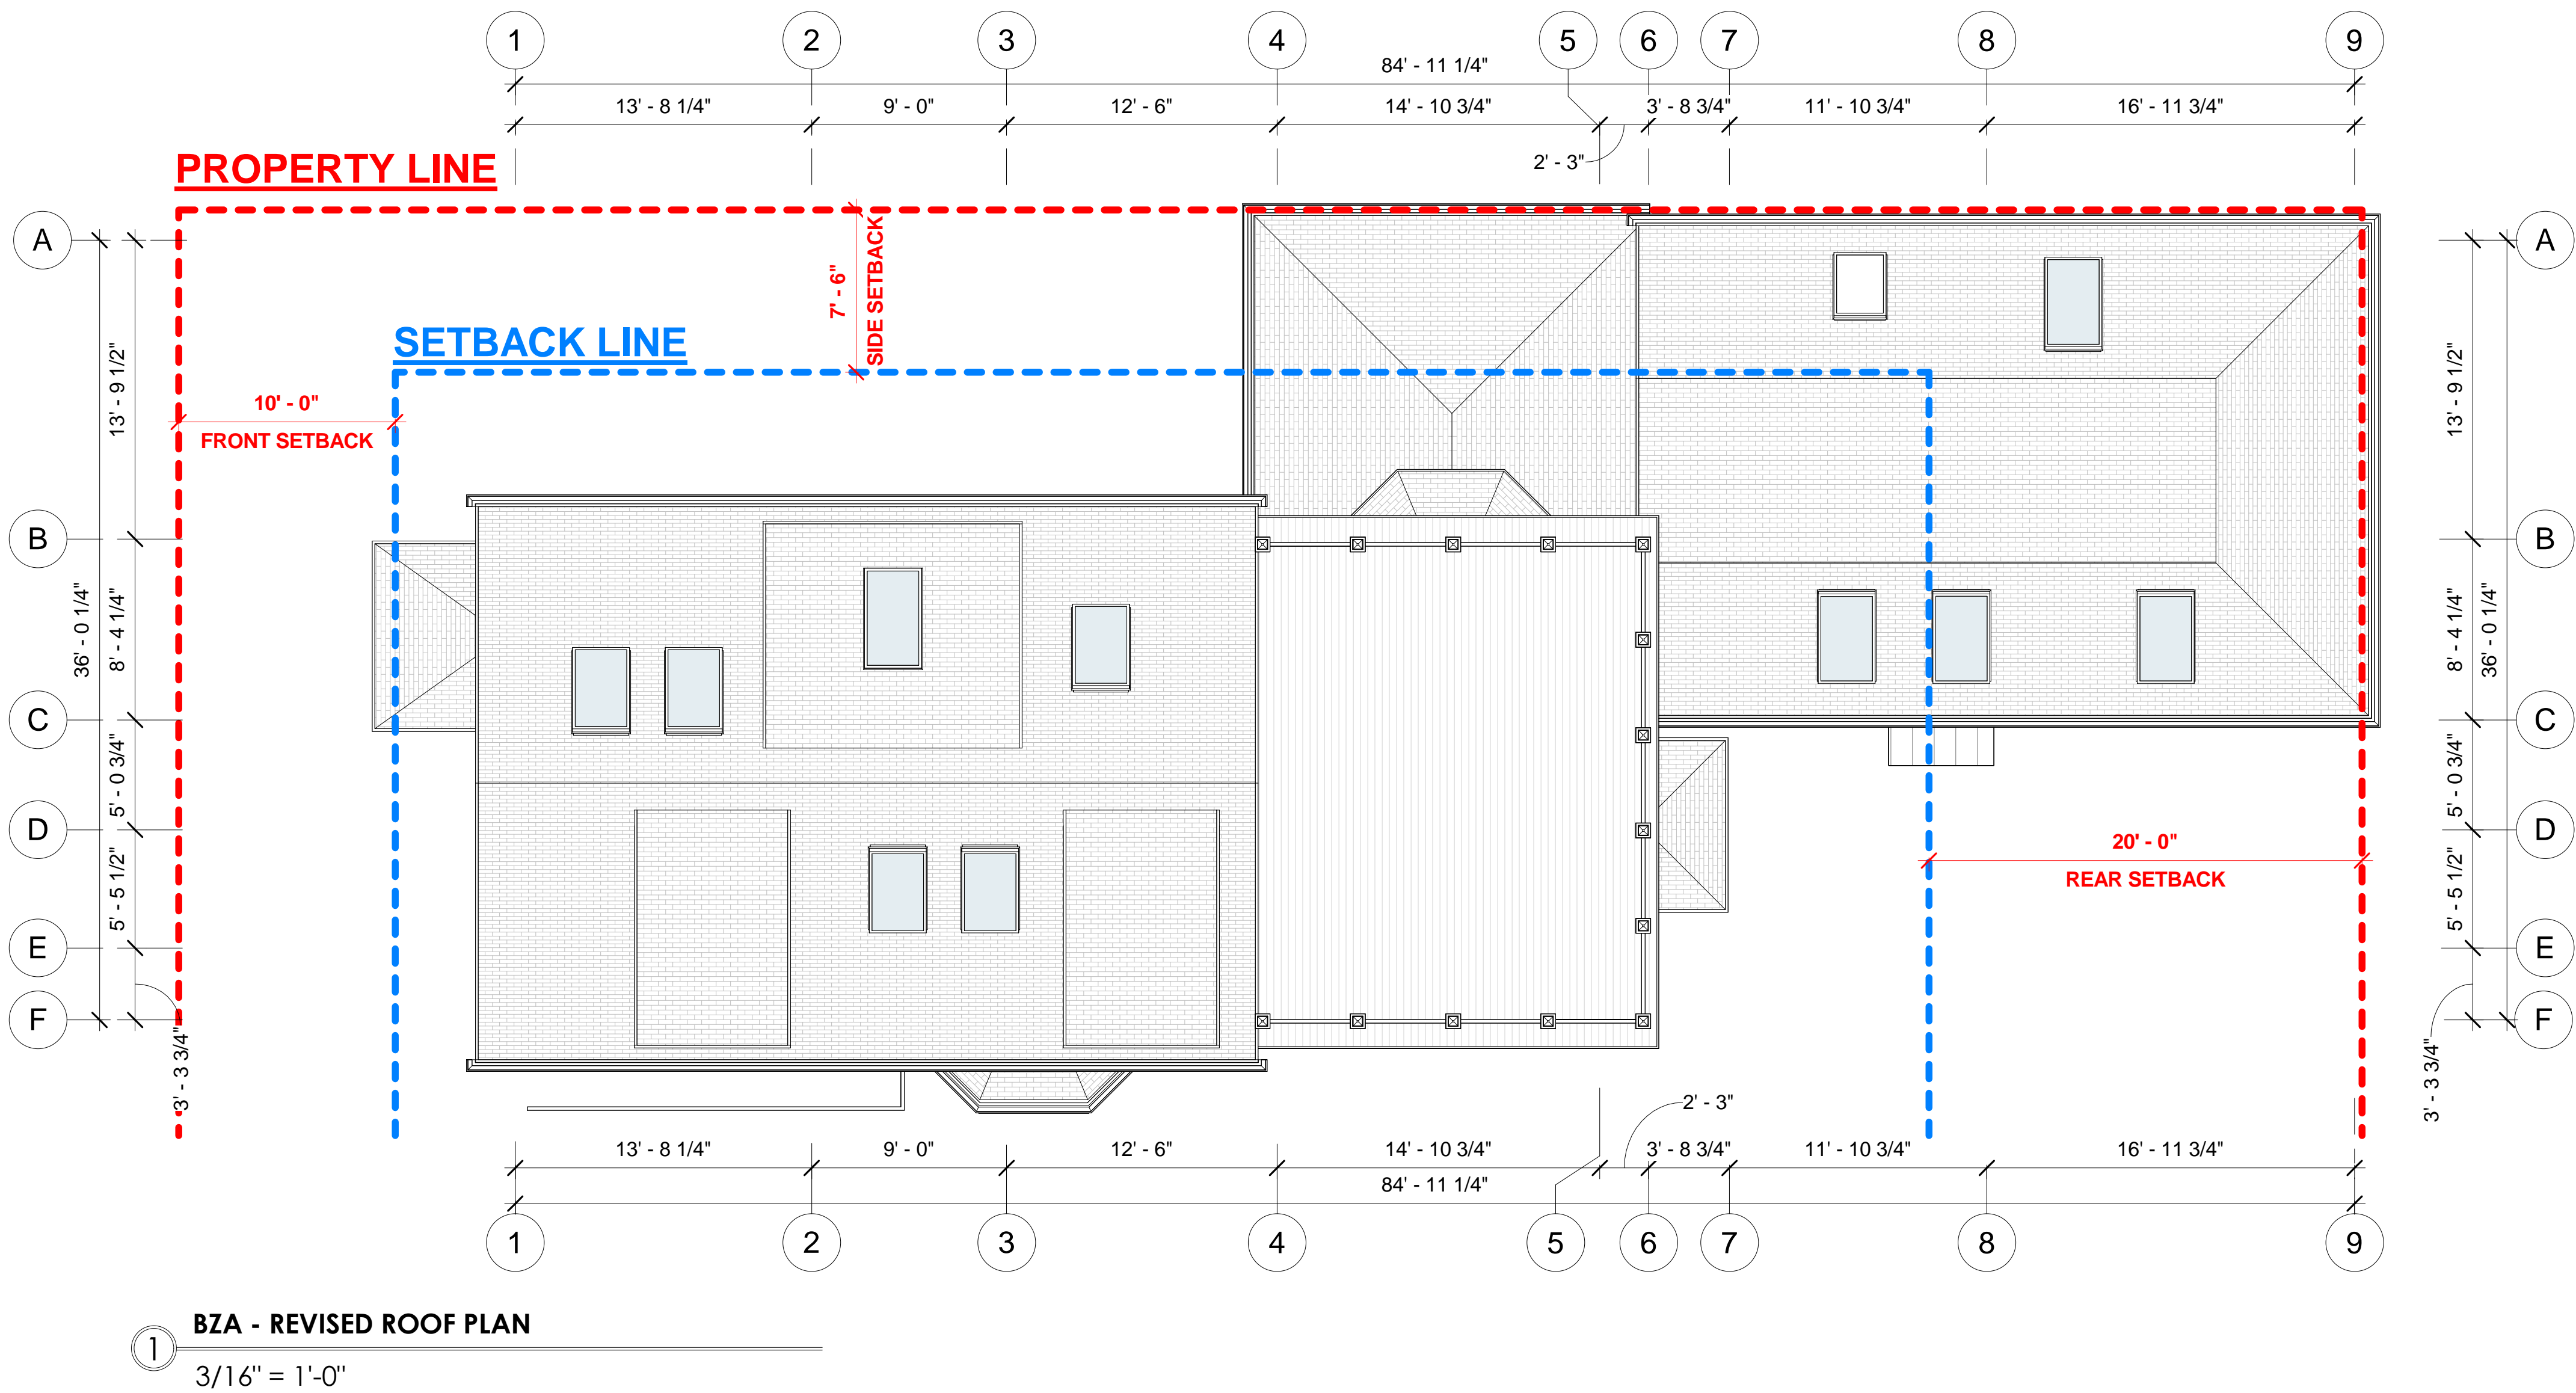 1 2 3 4 5 6 7 8 9
84' - 11 1/4"
13' - 8 1/4" 9' - 0" 12' - 6" 14' - 10 3/4" 3' - 8 3/4" 11' - 10 3/4" 16' - 11 3/4"
2' - 3"
PROPERTY LINE
A
A
7' - 6"
SIDE SETBACK
SETBACK LINE
13' - 9 1/2"
13' - 9 1/2"
10' - 0"
FRONT SETBACK
B
B
36' - 0 1/4"
8' - 4 1/4"
8' - 4 1/4"
36' - 0 1/4"
C
C
5' - 0 3/4"
5' - 0 3/4"
D
D
20' - 0"
REAR SETBACK
5' - 5 1/2"
5' - 5 1/2"
E
E
F
F
3' - 3 3/4"
3' - 3 3/4"
2' - 3"
13' - 8 1/4" 9' - 0" 12' - 6" 14' - 10 3/4" 3' - 8 3/4" 11' - 10 3/4" 16' - 11 3/4"
84' - 11 1/4"
1 2 3 4 5 6 7 8 9
1
BZA - REVISED ROOF PLAN
3/16" = 1'-0"